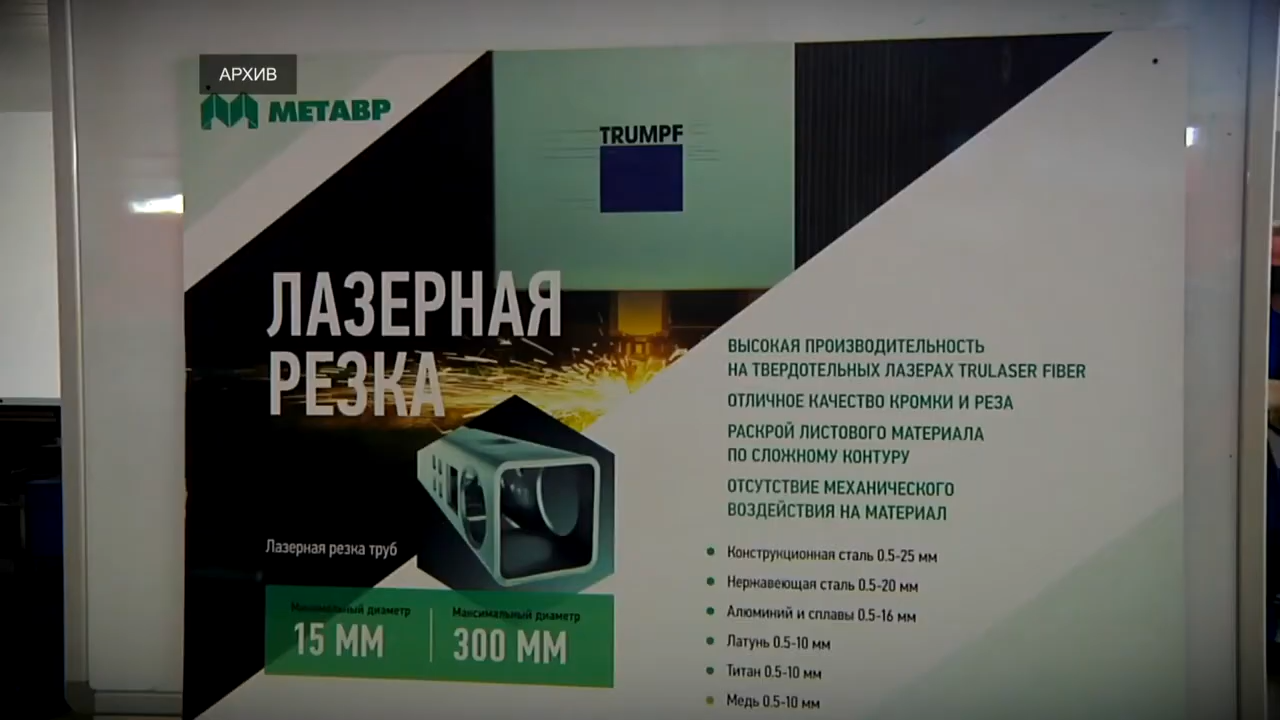 АРХИВ
МЕТАВР
TRUMPF
ЛАЗЕРНАЯ
РЕЗКА
ВЫСОКАЯ ПРОИЗВОДИТЕЛЬНОСТЬ
НА ТВЕРДОТЕЛЬНЫХ ЛАЗЕРАХ TRULASER FIBER
ОТЛИЧНОЕ КАЧЕСТВО КРОМКИ И РЕЗА
РАСКРОЙ ЛИСТОВОГО МАТЕРИАЛА
ПО СЛОЖНОМУ КОНТУРУ
ОТСУТСТВИЕ МЕХАНИЧЕСКОГО
ВОЗДЕЙСТВИЯ НА МАТЕРИАЛ
Лазерная резка труб
Минимальный диаметр
15 ММ
Максимальный диаметр
300 ММ
Конструкционная сталь 0.5-25 мм
Нержавеющая сталь 0.5-20 мм
Алюминий и сплавы 0.5-16 мм
Латунь 0.5-10 мм
Титан 0.5-10 мм
Медь 0.5-10 мм